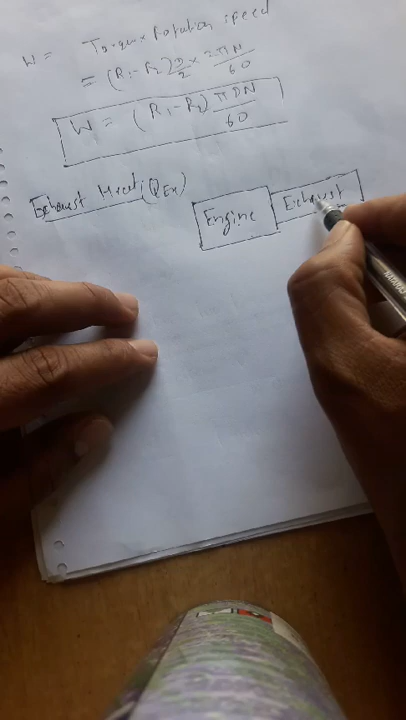 W = Torque x Rotation speed
= (R1 - R2) D/2 x 2πN/60
W = (R1 - R2) πDN/60
Exhaust Heat (QEx)
Engine Exhaust